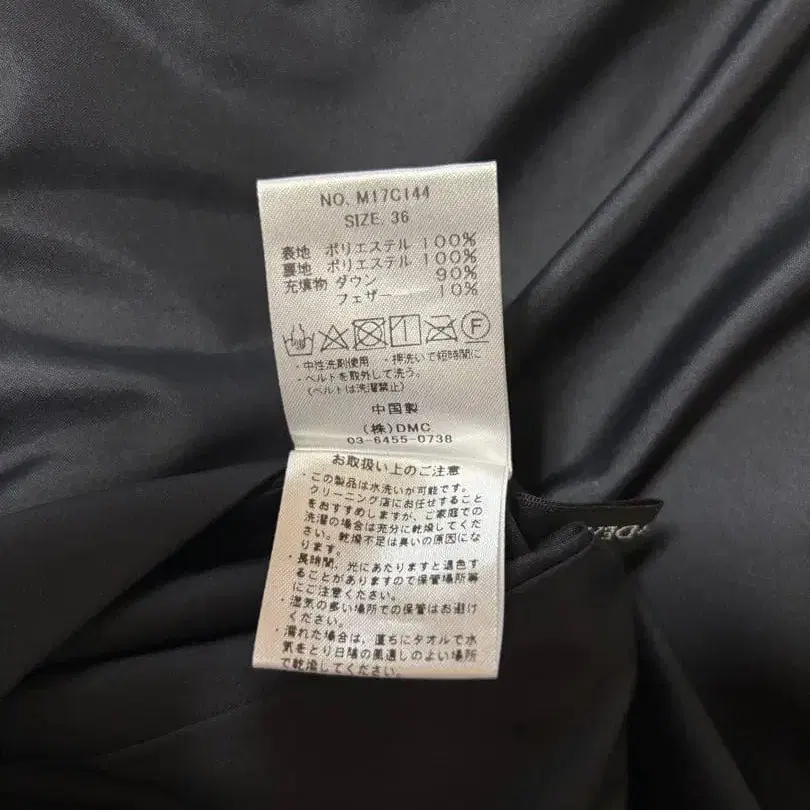 NO. M17C144
SIZE. 36
表地 ポリエステル 100%
裏地 ポリエステル 100%
充填物 ダウン 90%
フェザー 10%
F
・中性洗剤使用 ・押洗いで短時間に
・ベルトを取外して洗う。
(ベルトは洗濯禁止)
中国製
(株)DMC
03-6455-0738
お取扱い上のご注意
・この製品は水洗いが可能です。
クリーニング店にお任せすること
をおすすめしますが、ご家庭での
洗濯の場合は充分に乾燥してくだ
さい。乾燥不足は臭いの原因にな
ります。
・長時間、光にあたりますと退色す
ることがありますので保管場所等
にご注意ください。
・湿気の多い場所での保管はお避け
ください。
・濡れた場合は、直ちにタオルで水
気をとり日陰の風通しのよい場所
で乾燥してください。